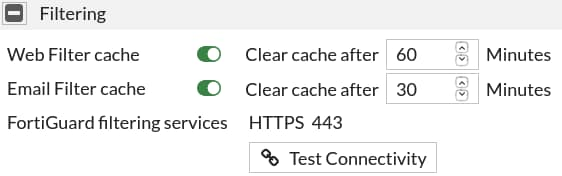 Filtering
Web Filter cache Clear cache after 60 Minutes
Email Filter cache Clear cache after 30 Minutes
FortiGuard filtering services HTTPS 443
Test Connectivity